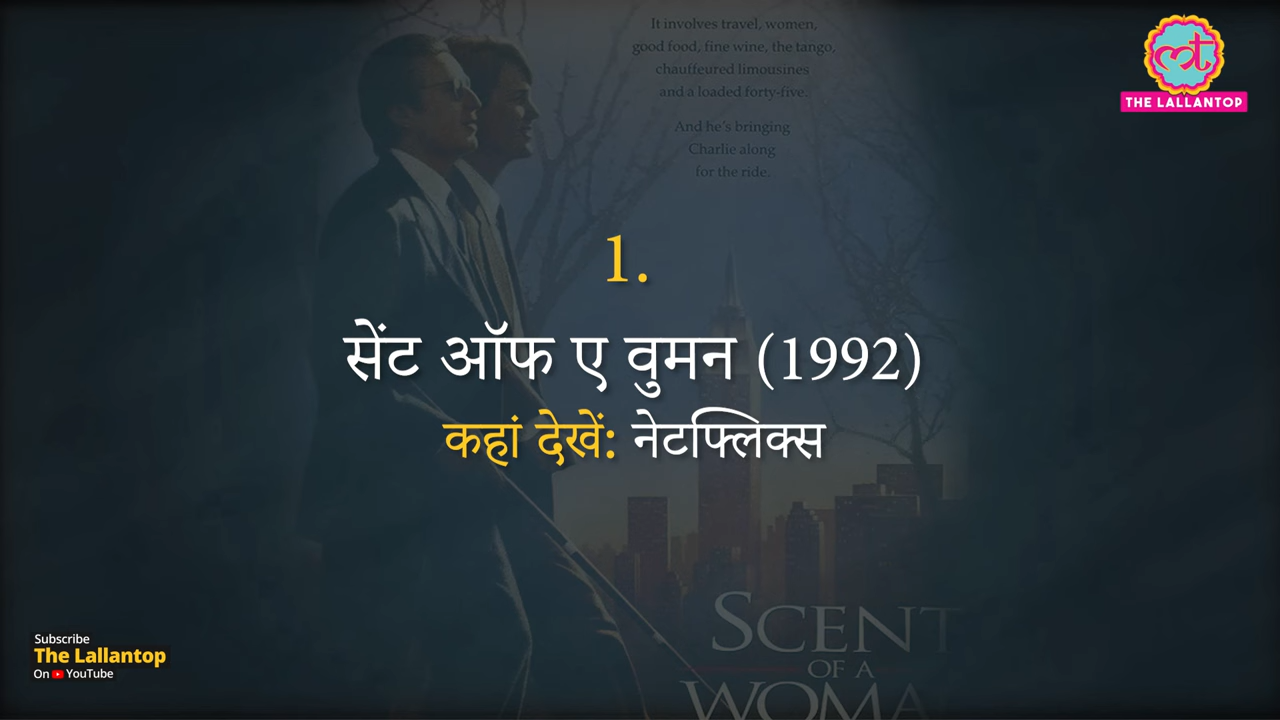 It involves travel, women,
good food, fine wine, the tango,
chauffeured limousines
and a loaded forty-five.
And he's bringing
Charlie along
for the ride.
THE LALLANTOP
1.
सेंट ऑफ ए वुमन (1992)
कहां देखें: नेटफ्लिक्स
SCENT
OF A
WOMA
Subscribe
The Lallantop
On YouTube